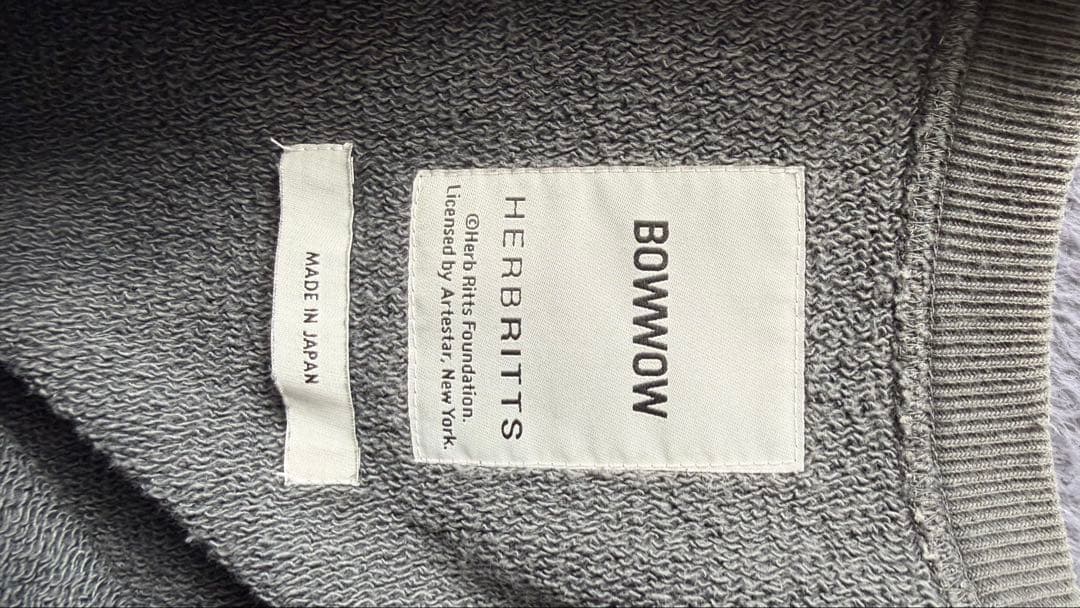 BOWWOW
HERBRITTS
©Herb Ritts Foundation.
Licensed by Artestar, New York.
MADE IN JAPAN